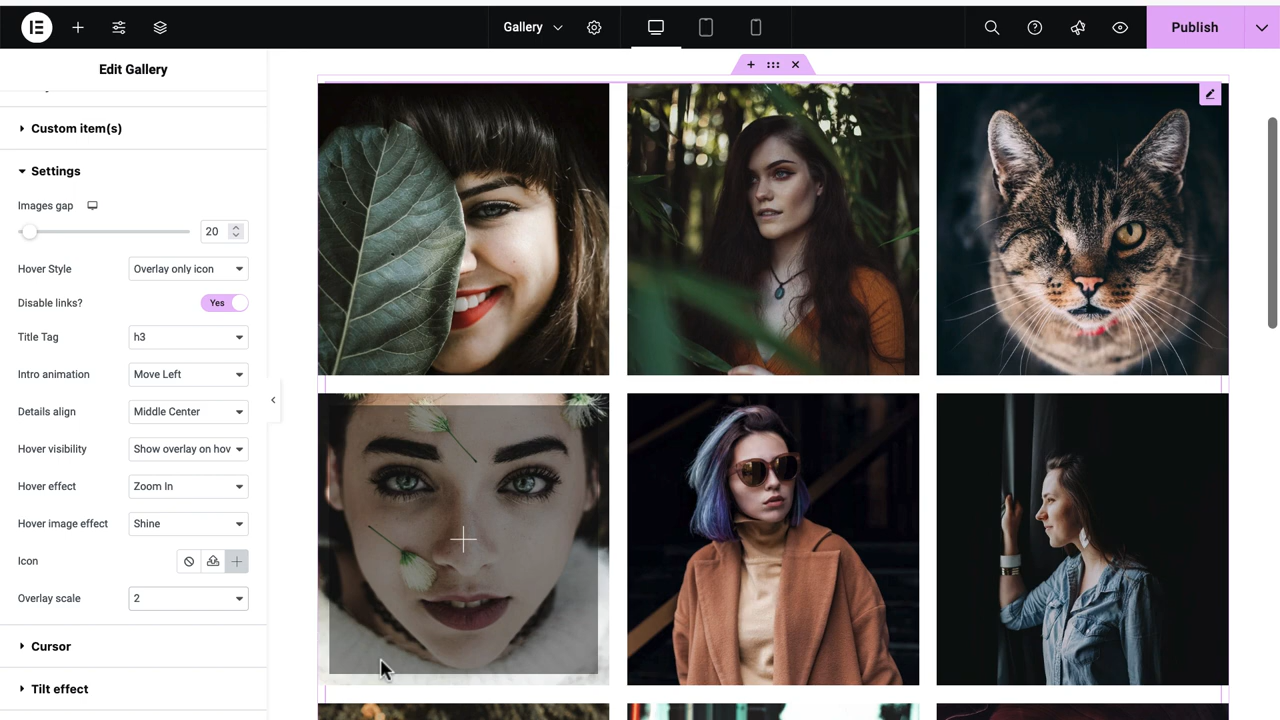 Gallery
Publish
Edit Gallery
Custom item(s)
Settings
Images gap
20
Hover Style
Overlay only icon
Disable links?
Yes
Title Tag
h3
Intro animation
Move Left
Details align
Middle Center
Hover visibility
Show overlay on hov
Hover effect
Zoom In
Hover image effect
Shine
Icon
Overlay scale
2
Cursor
Tilt effect